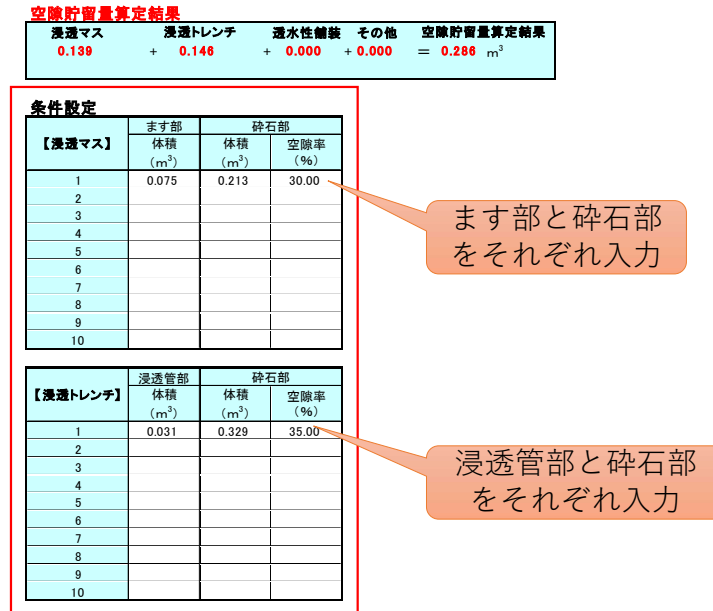 空隙貯留量算定結果
浸透マス 浸透トレンチ 透水性舗装 その他 空隙貯留量算定結果
0.139 + 0.146 + 0.000 + 0.000 = 0.286 m³
条件設定
【浸透マス】 ます部 砕石部
体積 体積 空隙率
(m³) (m³) (%)
1 0.075 0.213 30.00
2
3
4
5
6
7
8
9
10
ます部と砕石部
をそれぞれ入力
【浸透トレンチ】 浸透管部 砕石部
体積 体積 空隙率
(m³) (m³) (%)
1 0.031 0.329 35.00
2
3
4
5
6
7
8
9
10
浸透管部と砕石部
をそれぞれ入力